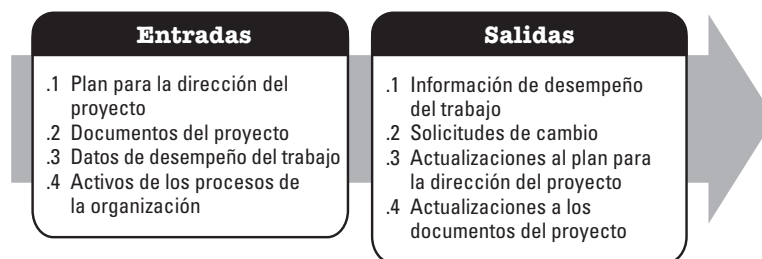 Entradas
.1 Plan para la dirección del
proyecto
.2 Documentos del proyecto
.3 Datos de desempeño del trabajo
.4 Activos de los procesos de
la organización
Salidas
.1 Información de desempeño
del trabajo
.2 Solicitudes de cambio
.3 Actualizaciones al plan para
la dirección del proyecto
.4 Actualizaciones a los
documentos del proyecto